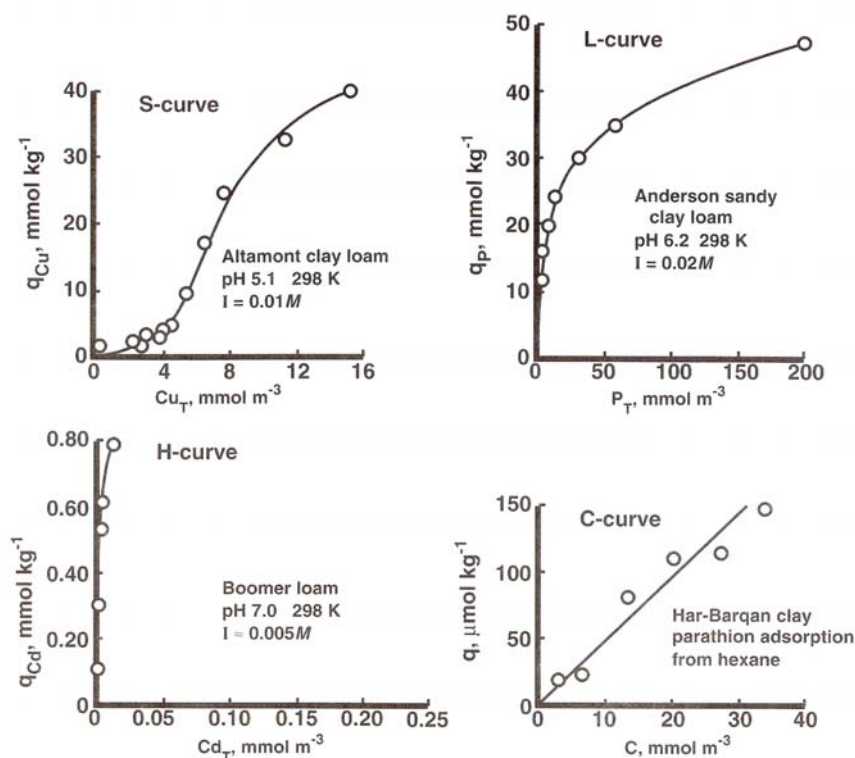 S-curve
q_Cu, mmol kg⁻¹
40
30
20
10
0
Altamont clay loam
pH 5.1 298 K
I = 0.01M
0 4 8 12 16
Cu_T, mmol m⁻³
L-curve
q_P, mmol kg⁻¹
50
40
30
20
10
0
Anderson sandy
clay loam
pH 6.2 298 K
I = 0.02M
0 50 100 150 200
P_T, mmol m⁻³
H-curve
q_Cd, mmol kg⁻¹
0.80
0.60
0.40
0.20
0
Boomer loam
pH 7.0 298 K
I ≈ 0.005M
0 0.05 0.10 0.15 0.20 0.25
Cd_T, mmol m⁻³
C-curve
q, μmol kg⁻¹
150
100
50
0
Har-Barqan clay
parathion adsorption
from hexane
0 10 20 30 40
C, mmol m⁻³